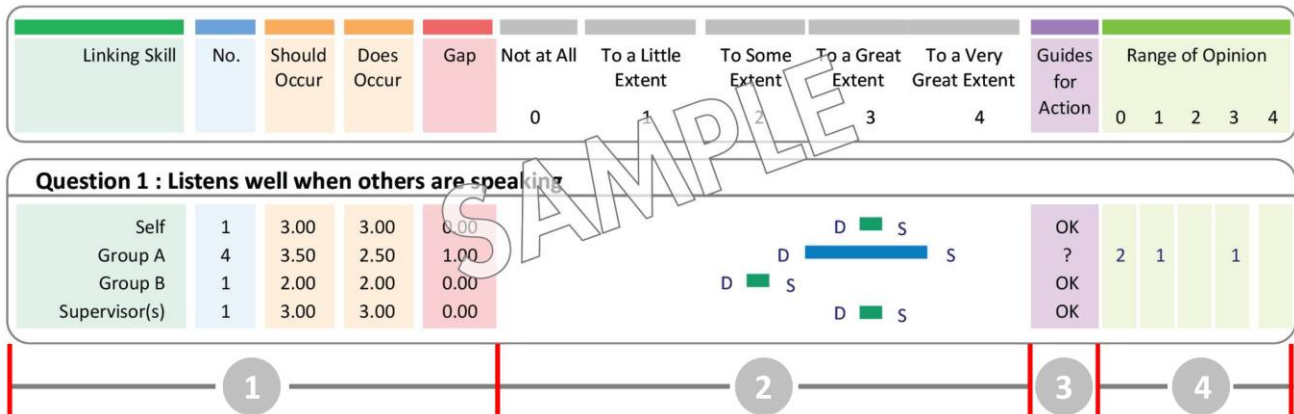 Linking Skill No. Should Occur Does Occur Gap Not at All To a Little Extent To Some Extent To a Great Extent To a Very Great Extent Guides for Action Range of Opinion
0 1 2 3 4 0 1 2 3 4
SAMPLE
Question 1 : Listens well when others are speaking
Self 1 3.00 3.00 0.00 D S OK
Group A 4 3.50 2.50 1.00 D S ? 2 1 1
Group B 1 2.00 2.00 0.00 D S OK
Supervisor(s) 1 3.00 3.00 0.00 D S OK
1 2 3 4